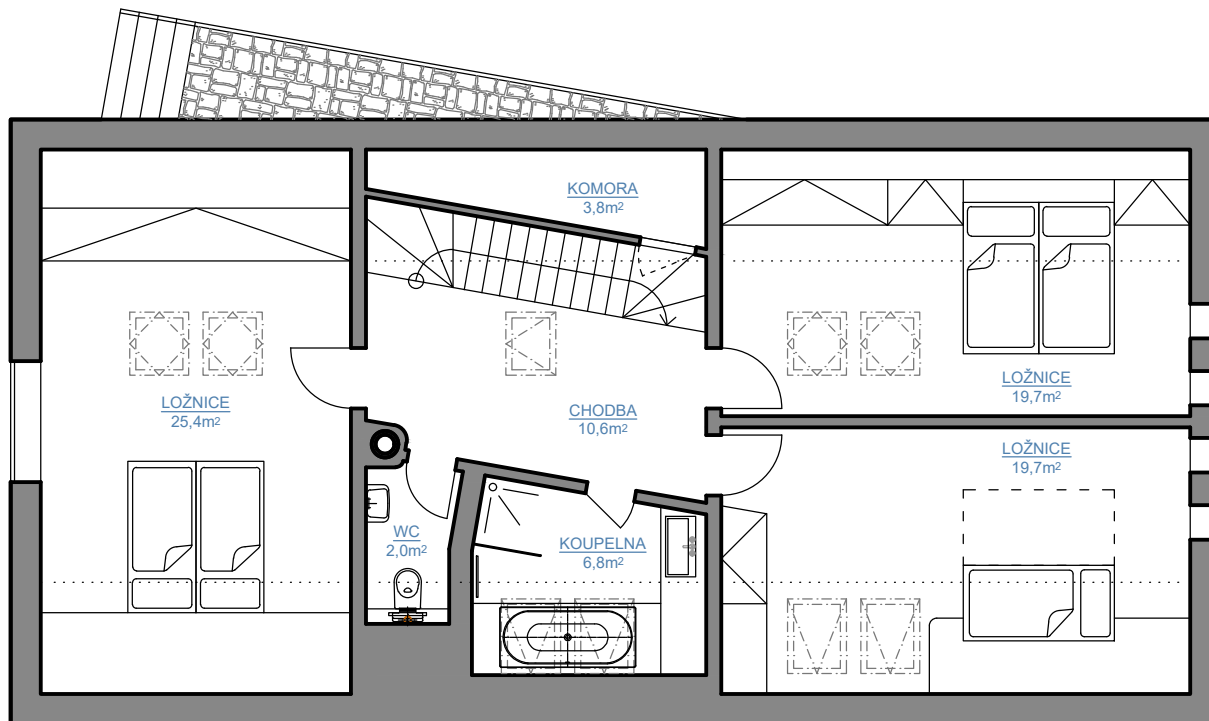 KOMORA
3,8m²
LOŽNICE
25,4m²
CHODBA
10,6m²
LOŽNICE
19,7m²
LOŽNICE
19,7m²
WC
2,0m²
KOUPELNA
6,8m²